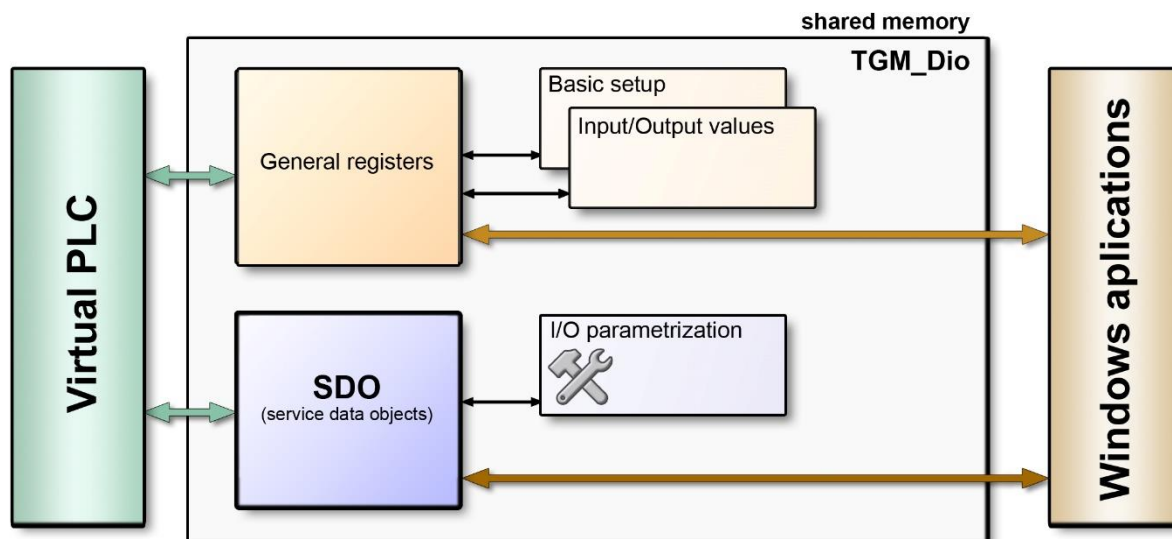 shared memory
TGM_Dio
Virtual PLC
General registers
Basic setup
Input/Output values
SDO
(service data objects)
I/O parametrization
Windows aplications